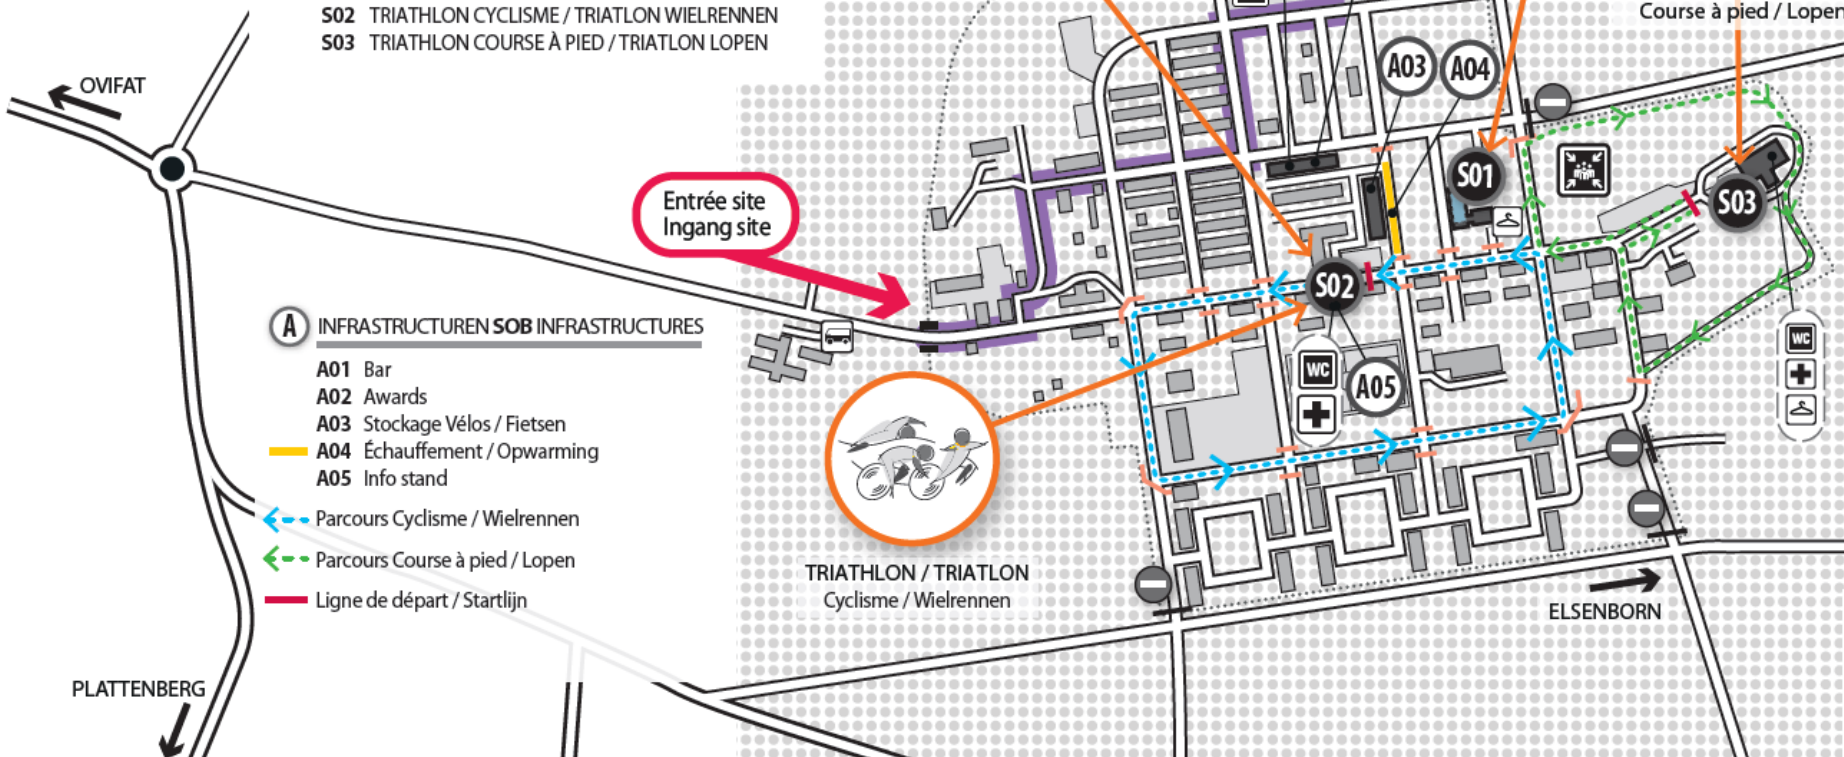 S02 TRIATHLON CYCLISME / TRIATLON WIELRENNEN
S03 TRIATHLON COURSE À PIED / TRIATLON LOPEN
Course à pied / Lopen
OVIFAT
A03
A04
S01
S03
Entrée site
Ingang site
S02
A INFRASTRUCTUREN SOB INFRASTRUCTURES
A01 Bar
A02 Awards
A03 Stockage Vélos / Fietsen
A04 Échauffement / Opwarming
A05 Info stand
Parcours Cyclisme / Wielrennen
Parcours Course à pied / Lopen
Ligne de départ / Startlijn
WC
A05
WC
TRIATHLON / TRIATLON
Cyclisme / Wielrennen
ELSENBORN
PLATTENBERG